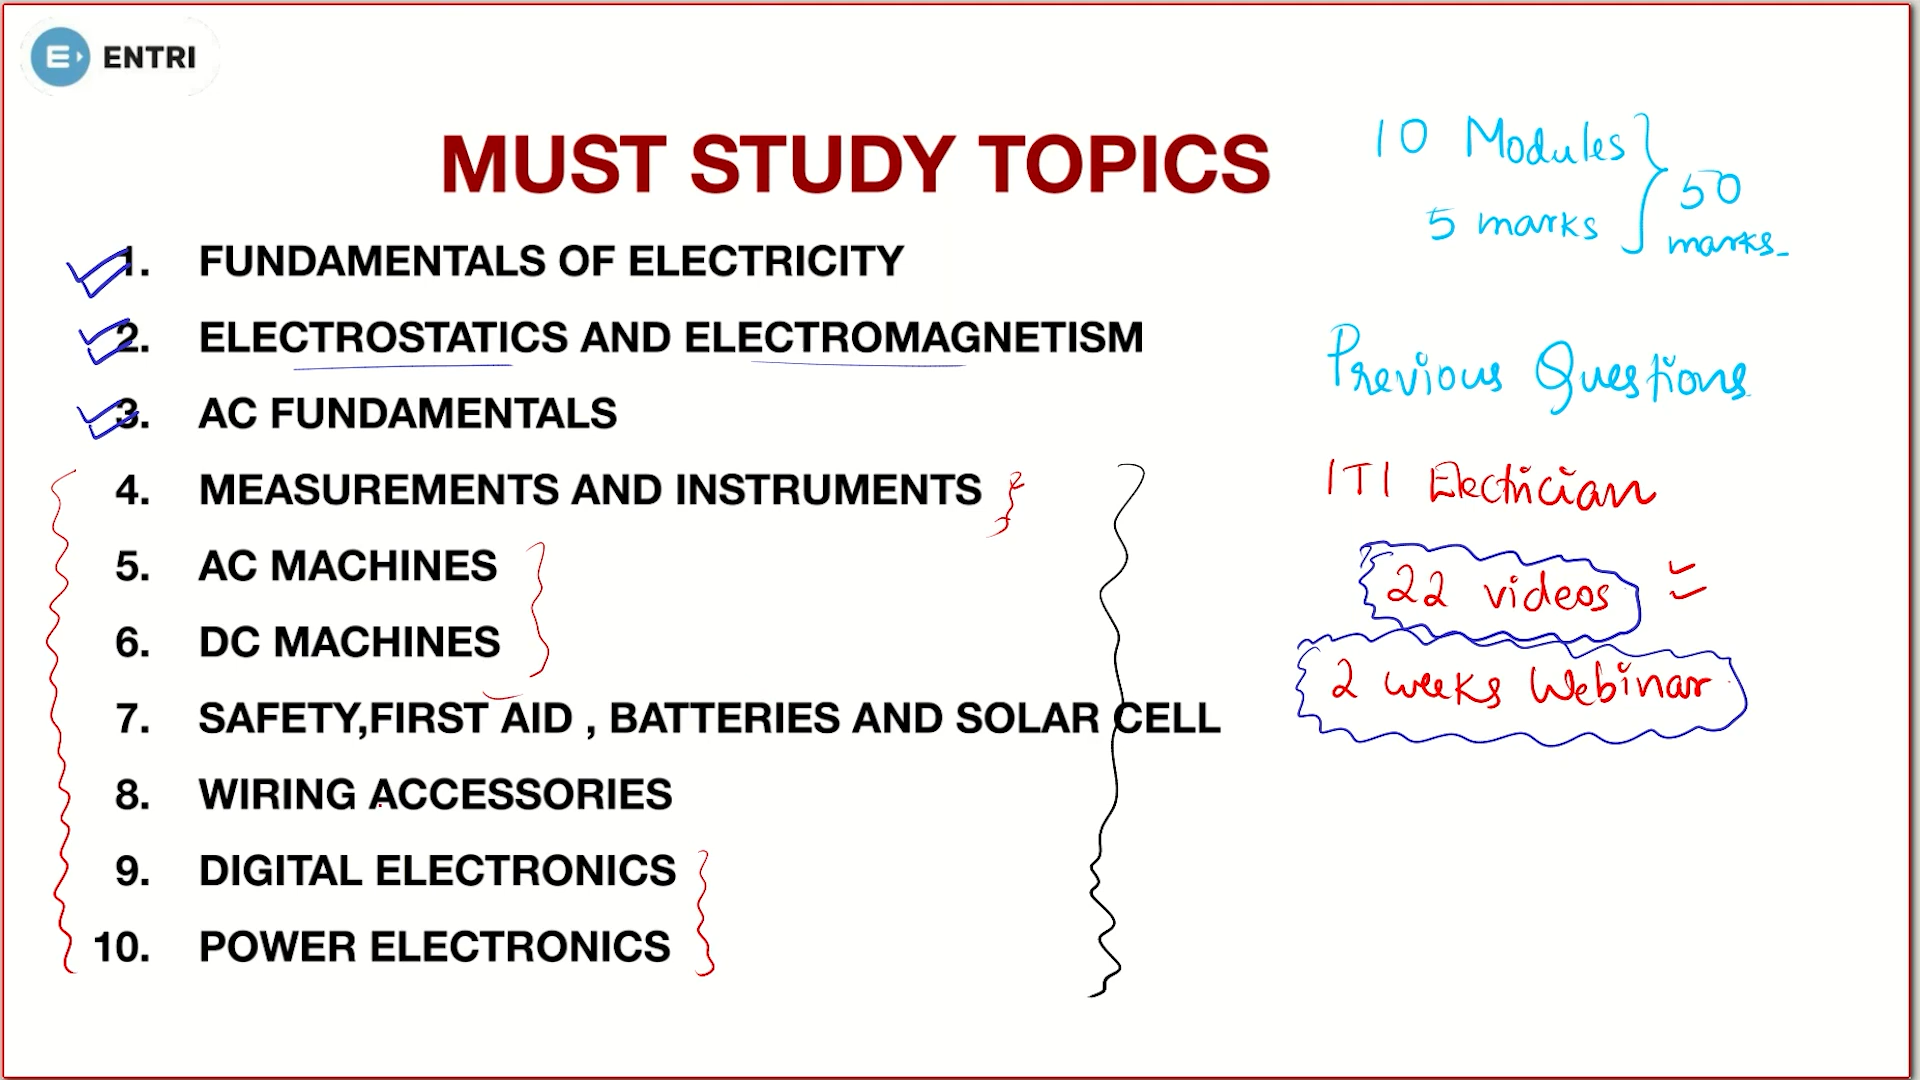 ENTRI
MUST STUDY TOPICS
1. FUNDAMENTALS OF ELECTRICITY
2. ELECTROSTATICS AND ELECTROMAGNETISM
3. AC FUNDAMENTALS
4. MEASUREMENTS AND INSTRUMENTS
5. AC MACHINES
6. DC MACHINES
7. SAFETY,FIRST AID , BATTERIES AND SOLAR CELL
8. WIRING ACCESSORIES
9. DIGITAL ELECTRONICS
10. POWER ELECTRONICS
10 Modules
5 marks
50
marks
Previous Questions
ITI Electrician
22 videos
2 weeks Webinar